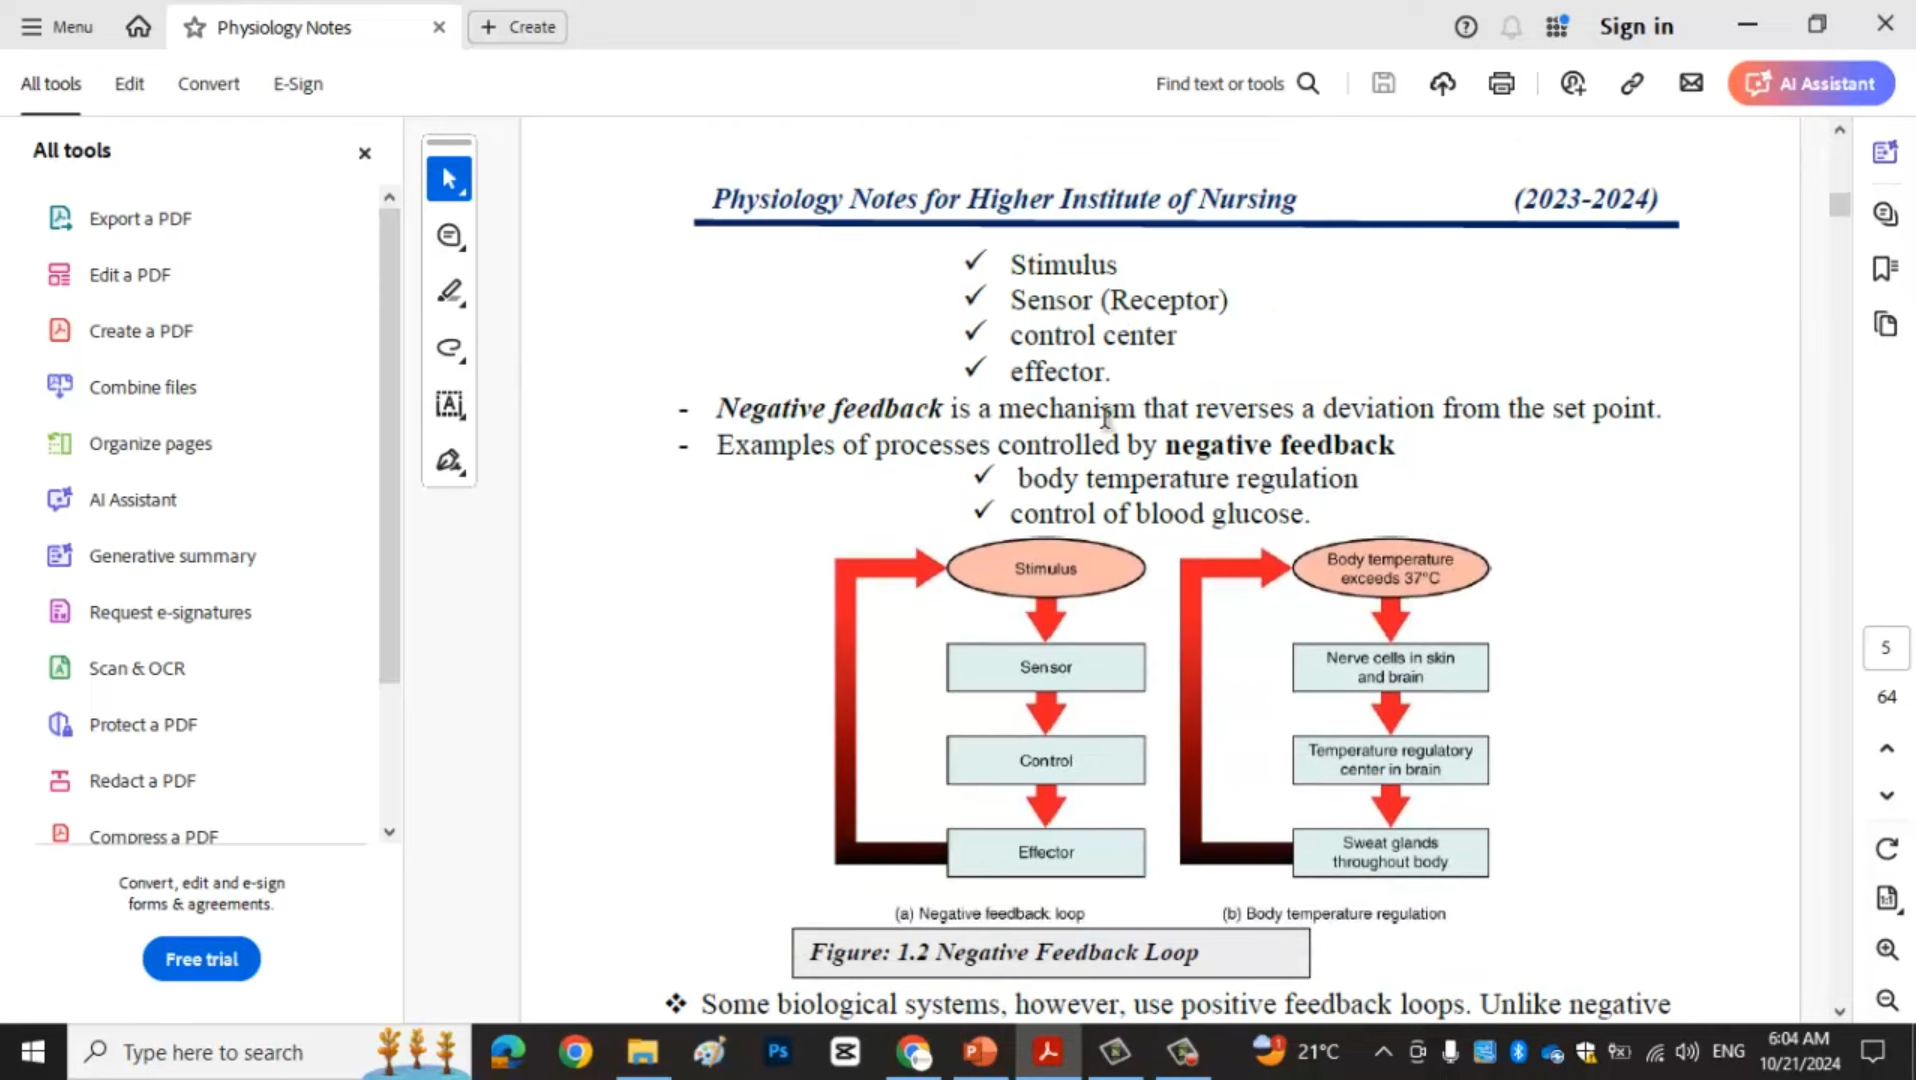 Menu
Physiology Notes
Create
Sign in
All tools
Edit
Convert
E-Sign
Find text or tools
AI Assistant
All tools
Export a PDF
Edit a PDF
Create a PDF
Combine files
Organize pages
AI Assistant
Generative summary
Request e-signatures
Scan & OCR
Protect a PDF
Redact a PDF
Compress a PDF
Convert, edit and e-sign
forms & agreements.
Free trial
Physiology Notes for Higher Institute of Nursing (2023-2024)
✓ Stimulus
✓ Sensor (Receptor)
✓ control center
✓ effector.
- Negative feedback is a mechanism that reverses a deviation from the set point.
- Examples of processes controlled by negative feedback
✓ body temperature regulation
✓ control of blood glucose.
Stimulus
Sensor
Control
Effector
(a) Negative feedback loop
Body temperature
exceeds 37°C
Nerve cells in skin
and brain
Temperature regulatory
center in brain
Sweat glands
throughout body
(b) Body temperature regulation
Figure: 1.2 Negative Feedback Loop
❖ Some biological systems, however, use positive feedback loops. Unlike negative
5
64
Type here to search
Ps
21°C
ENG
6:04 AM
10/21/2024